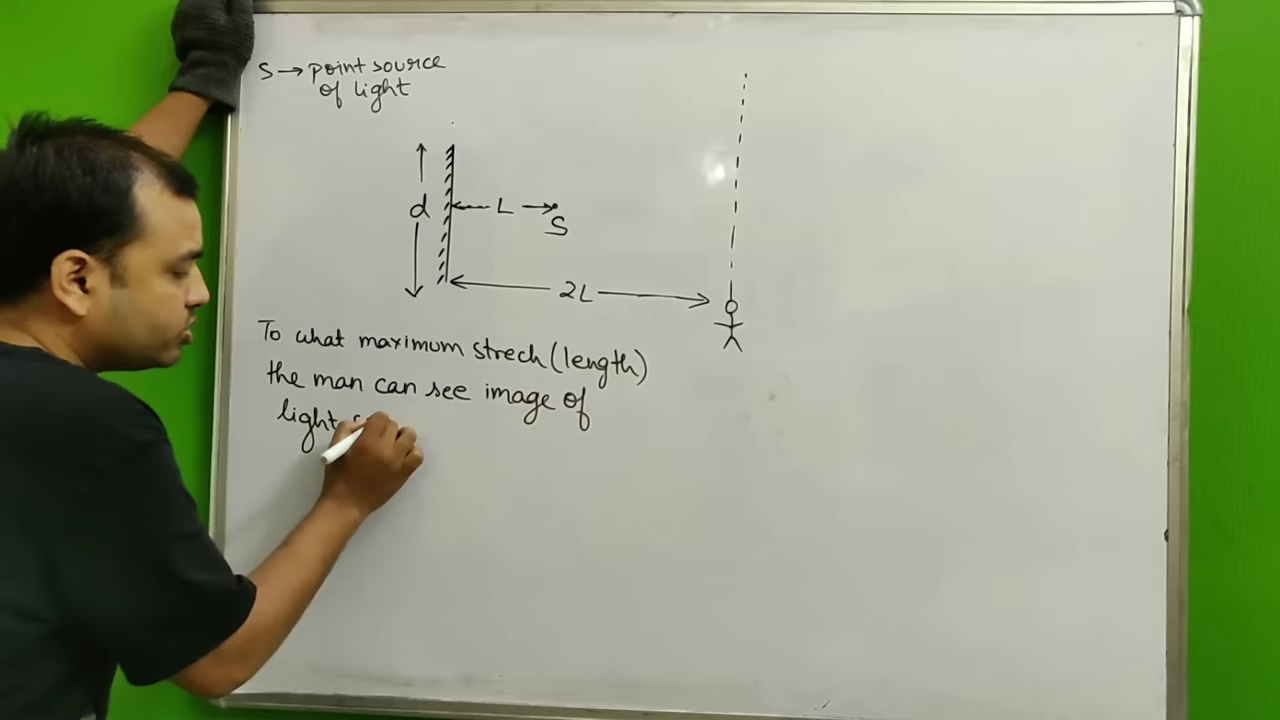 S → point source
of light
d
L
S
2L
To what maximum strech (length)
the man can see image of
light